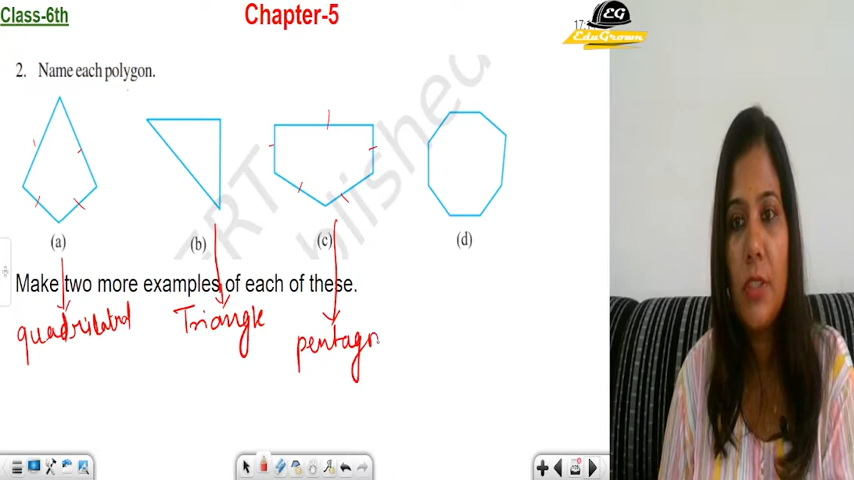 Class-6th
Chapter-5
EG
EduGrown
2. Name each polygon.
(a)
(b)
(c)
(d)
Make two more examples of each of these.
Triangle
pentagon